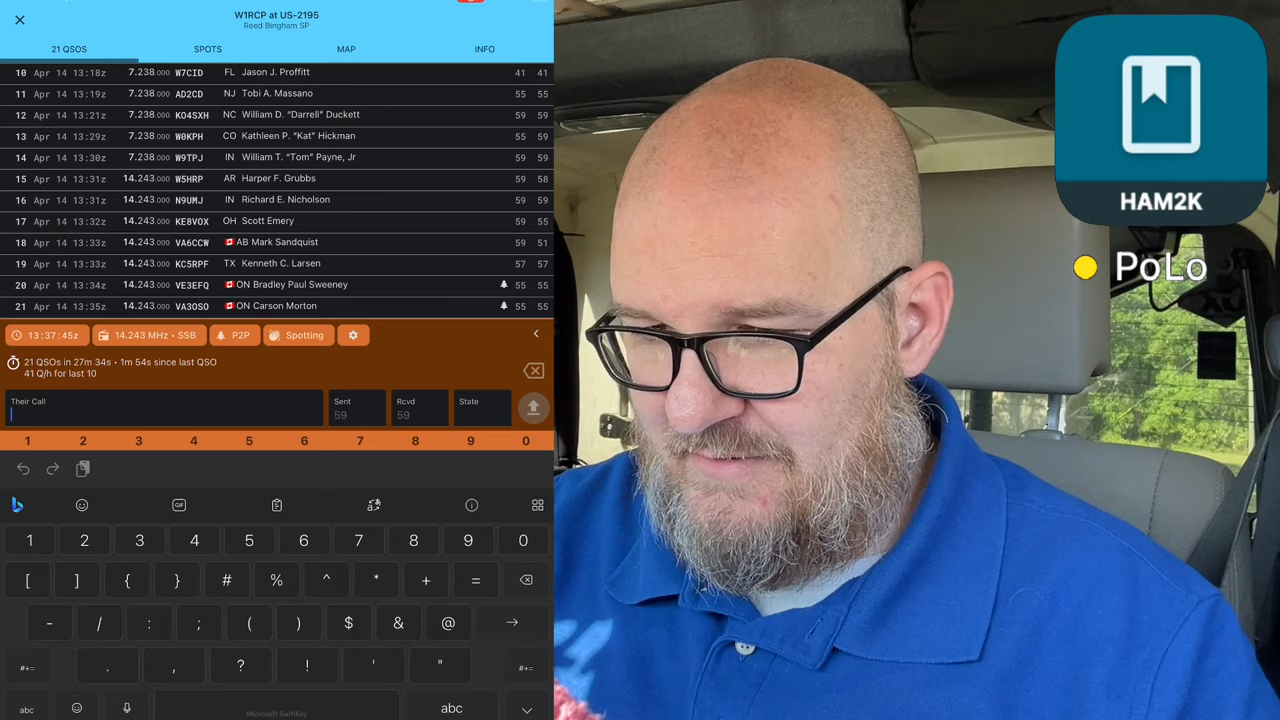 W1RCP at US-2195
Reed Bingham SP
21 QSOS SPOTS MAP INFO
10 Apr 14 13:18z 7.238.000 W7CID FL Jason J. Proffitt 41 41
11 Apr 14 13:19z 7.238.000 AD2CD NJ Tobi A. Massano 55 55
12 Apr 14 13:21z 7.238.000 KO4SXH NC William D. “Darrell” Duckett 59 59
13 Apr 14 13:29z 7.238.000 W0KPH CO Kathleen P. “Kat” Hickman 55 59
14 Apr 14 13:30z 7.238.000 W9TPJ IN William T. “Tom” Payne, Jr 59 59
15 Apr 14 13:31z 14.243.000 W5HRP AR Harper F. Grubbs 59 58
16 Apr 14 13:31z 14.243.000 N9UMJ IN Richard E. Nicholson 59 59
17 Apr 14 13:32z 14.243.000 KE8VOX OH Scott Emery 59 55
18 Apr 14 13:33z 14.243.000 VA6CCW AB Mark Sandquist 59 51
19 Apr 14 13:33z 14.243.000 KC5RPF TX Kenneth C. Larsen 57 57
20 Apr 14 13:34z 14.243.000 VE3EFQ ON Bradley Paul Sweeney 55 55
21 Apr 14 13:35z 14.243.000 VA3OSO ON Carson Morton 55 55
13:37:45z 14.243 MHz • SSB P2P Spotting
21 QSOs in 27m 34s • 1m 54s since last QSO
41 Q/h for last 10
Their Call Sent Rcvd State
59 59
1 2 3 4 5 6 7 8 9 0
GIF
1 2 3 4 5 6 7 8 9 0
[ ] { } # % ^ * + =
- / : ; ( ) $ & @
#+= . , ? ! ' " #+=
abc Microsoft SwiftKey abc
HAM2K
PoLo